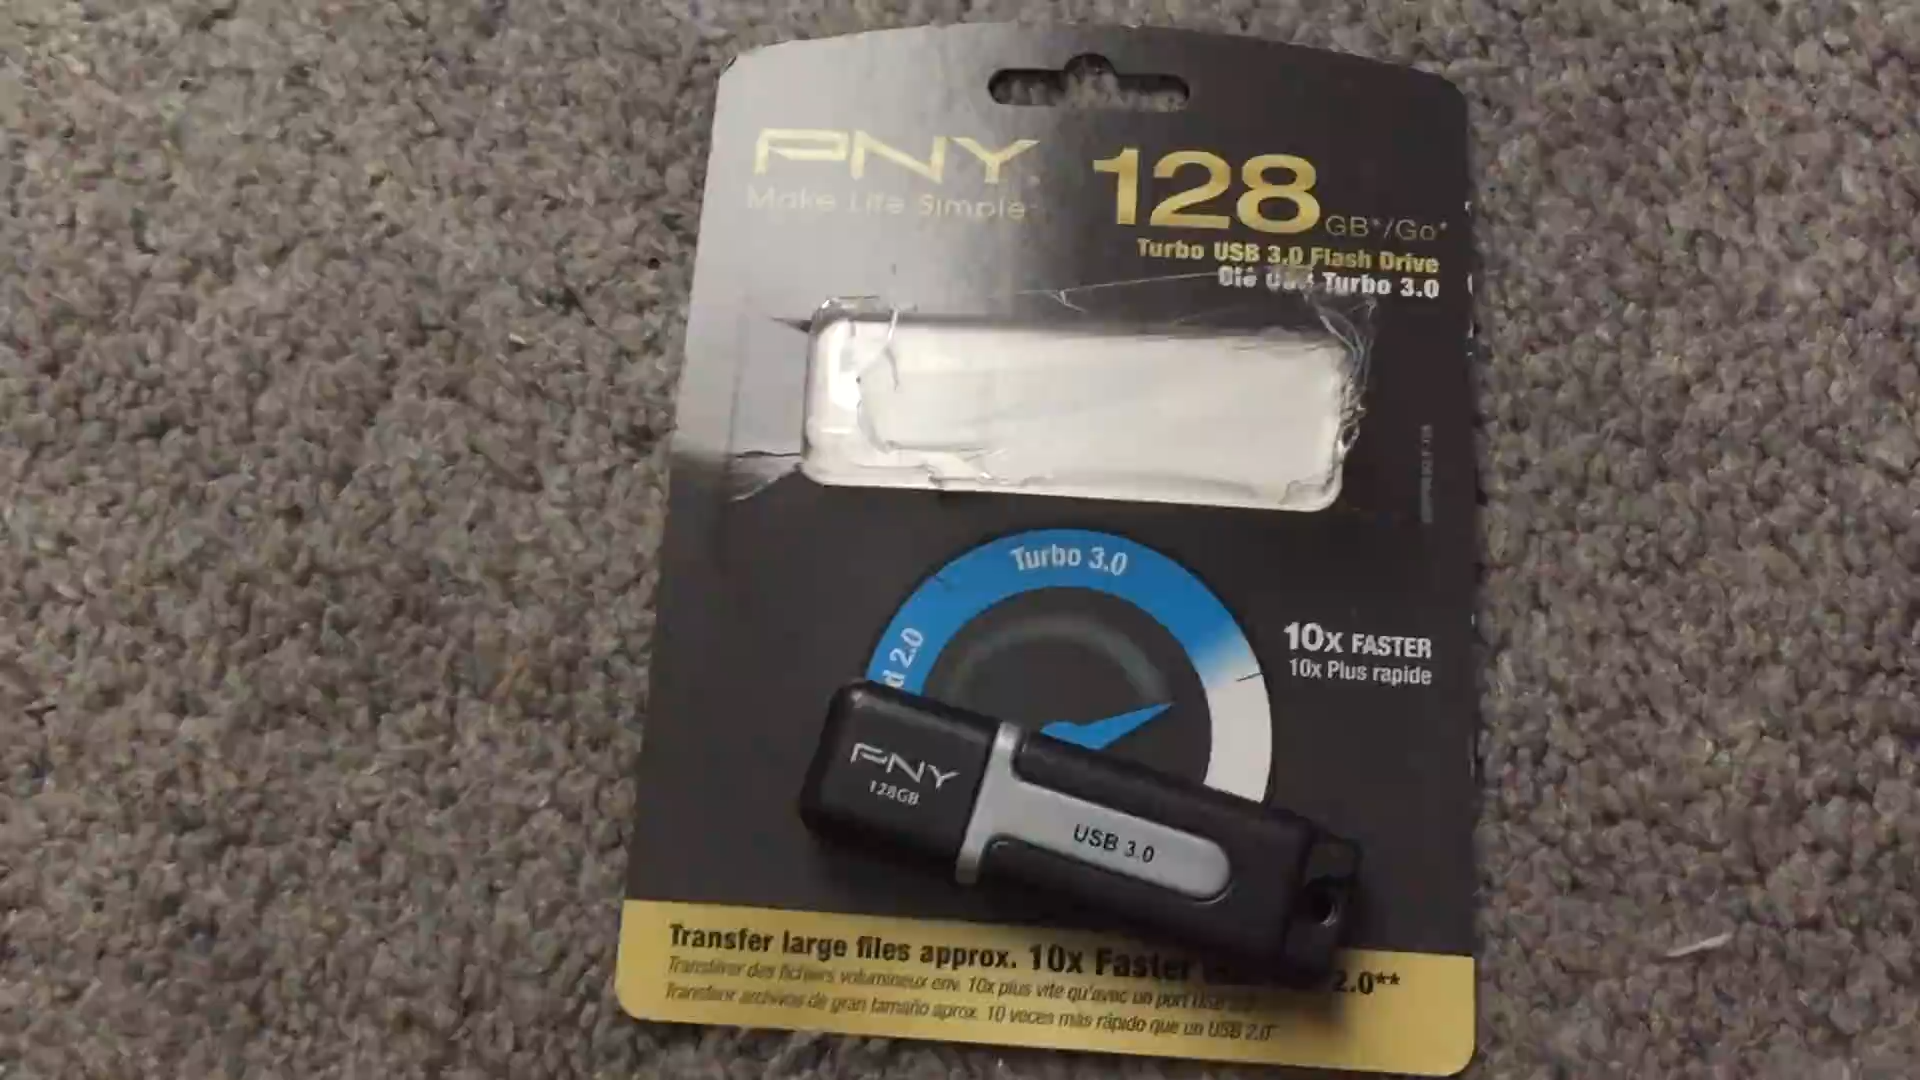 PNY
Make Life Simple
128 GB*/Go*
Turbo USB 3.0 Flash Drive
Clé USB Turbo 3.0
Turbo 3.0
d 2.0
10x FASTER
10x Plus rapide
PNY
128GB
USB 3.0
Transfer large files approx. 10x Faster 2.0**
Transférer des fichiers volumineux env. 10x plus vite qu'avec un port USB
Transferir archivos de gran tamaño aprox. 10 veces más rápido que un USB 2.0